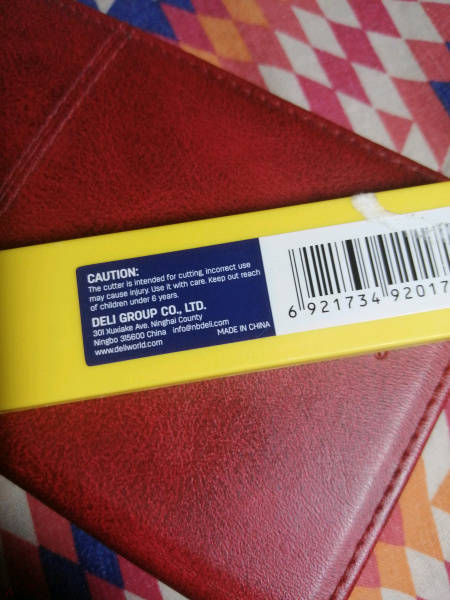 CAUTION:
The cutter is intended for cutting, incorrect use
may cause injury. Use it with care. Keep out reach
of children under 6 years.
DELI GROUP CO., LTD.
301 Xuxiake Ave. Ninghai County
Ningbo 315600 China info@nbdeli.com
www.deliworld.com
MADE IN CHINA
6 921734 92017